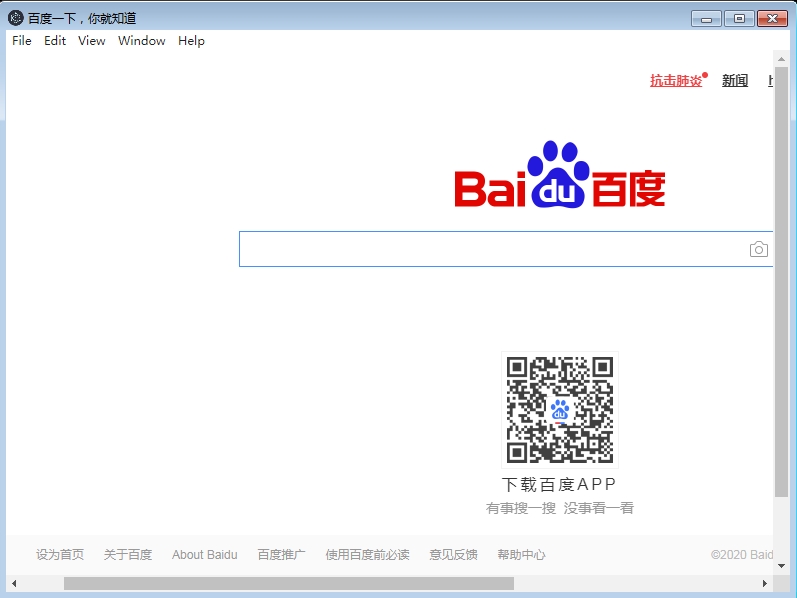 百度一下，你就知道
File Edit View Window Help
抗击肺炎 新闻
Bai du 百度
du
下载百度APP
有事搜一搜 没事看一看
设为首页 关于百度 About Baidu 百度推广 使用百度前必读 意见反馈 帮助中心 ©2020 Baid